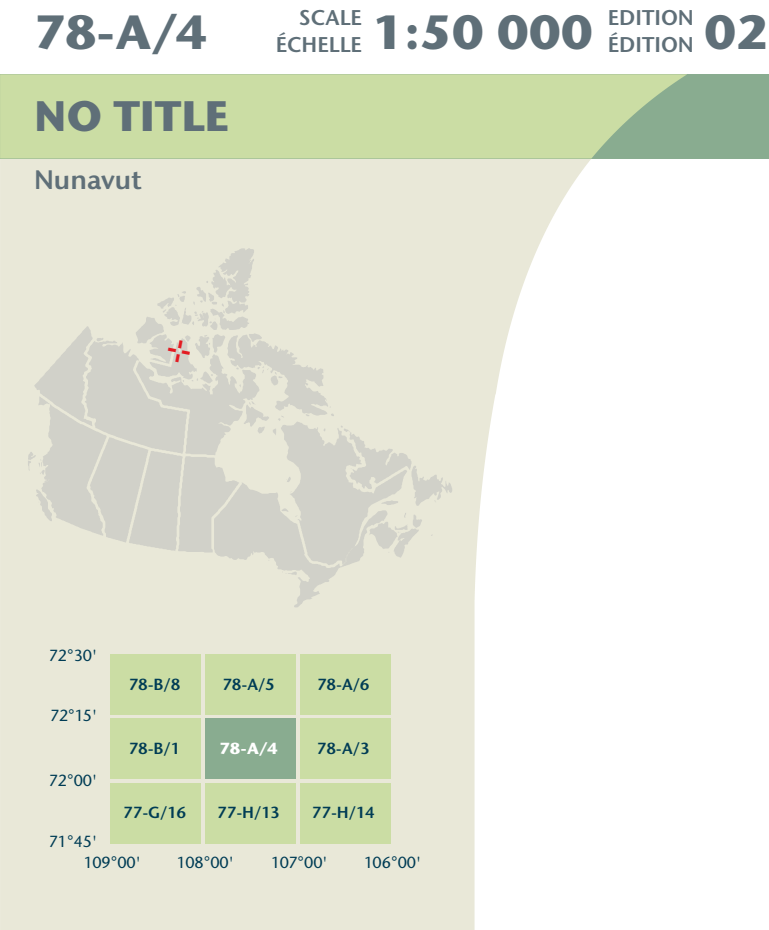 78-A/4
SCALE
ÉCHELLE
1:50 000
EDITION
ÉDITION
02
NO TITLE
Nunavut
72°30'
78-B/8 78-A/5 78-A/6
72°15'
78-B/1 78-A/4 78-A/3
72°00'
77-G/16 77-H/13 77-H/14
71°45'
109°00' 108°00' 107°00' 106°00'